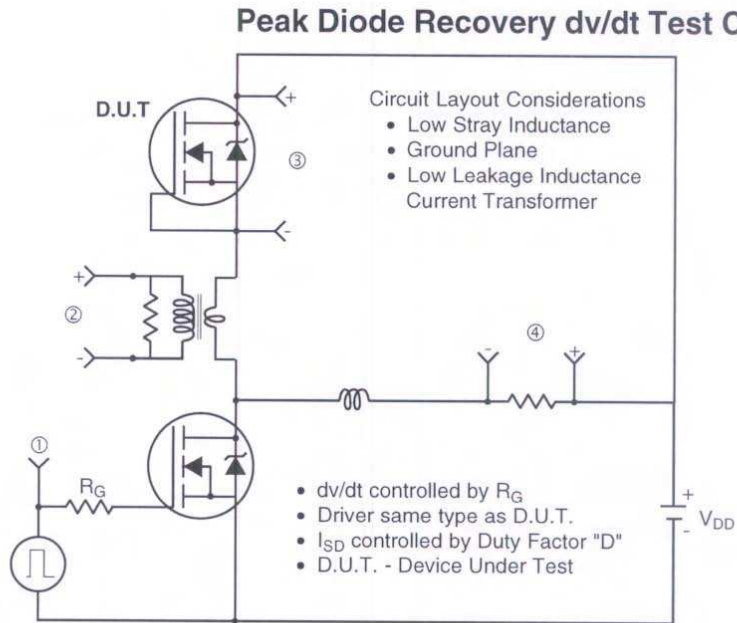 Peak Diode Recovery dv/dt Test C
D.U.T
+
Circuit Layout Considerations
• Low Stray Inductance
• Ground Plane
• Low Leakage Inductance
Current Transformer
③
-
+
②
-
④
-
+
①
R_G
• dv/dt controlled by R_G
• Driver same type as D.U.T.
• I_SD controlled by Duty Factor "D"
• D.U.T. - Device Under Test
+
V_DD
-